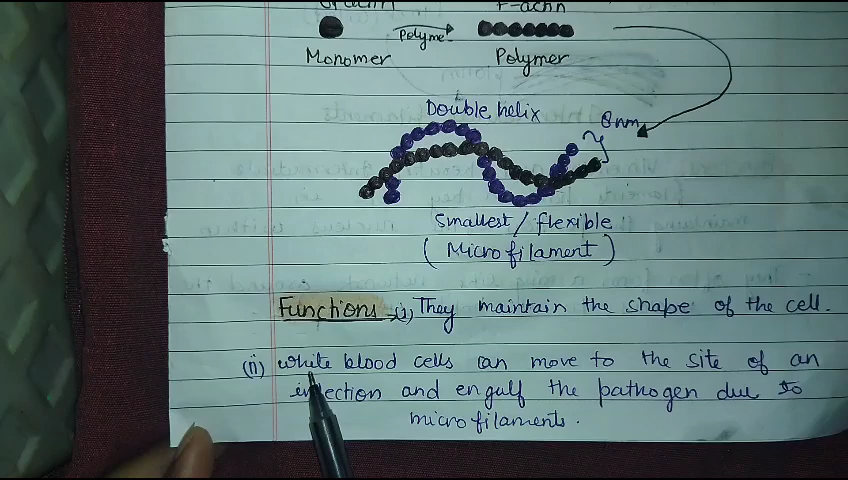 F-actin
Polyme
Monomer
Polymer
Double helix
8nm
Smallest / flexible
( Microfilament )
Functions → i) They maintain the shape of the cell.
(ii) white blood cells can move to the site of an
infection and engulf the pathogen due to
microfilaments.